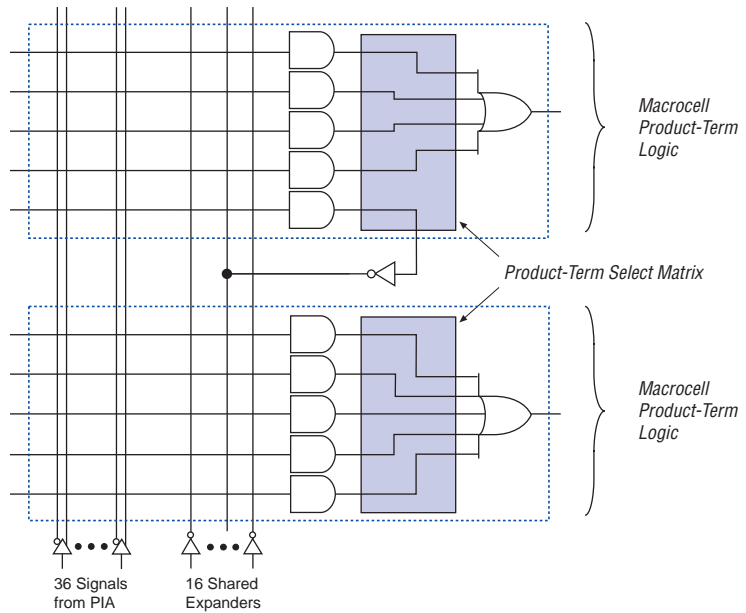 Macrocell
Product-Term
Logic
Product-Term Select Matrix
Macrocell
Product-Term
Logic
36 Signals
from PIA
16 Shared
Expanders